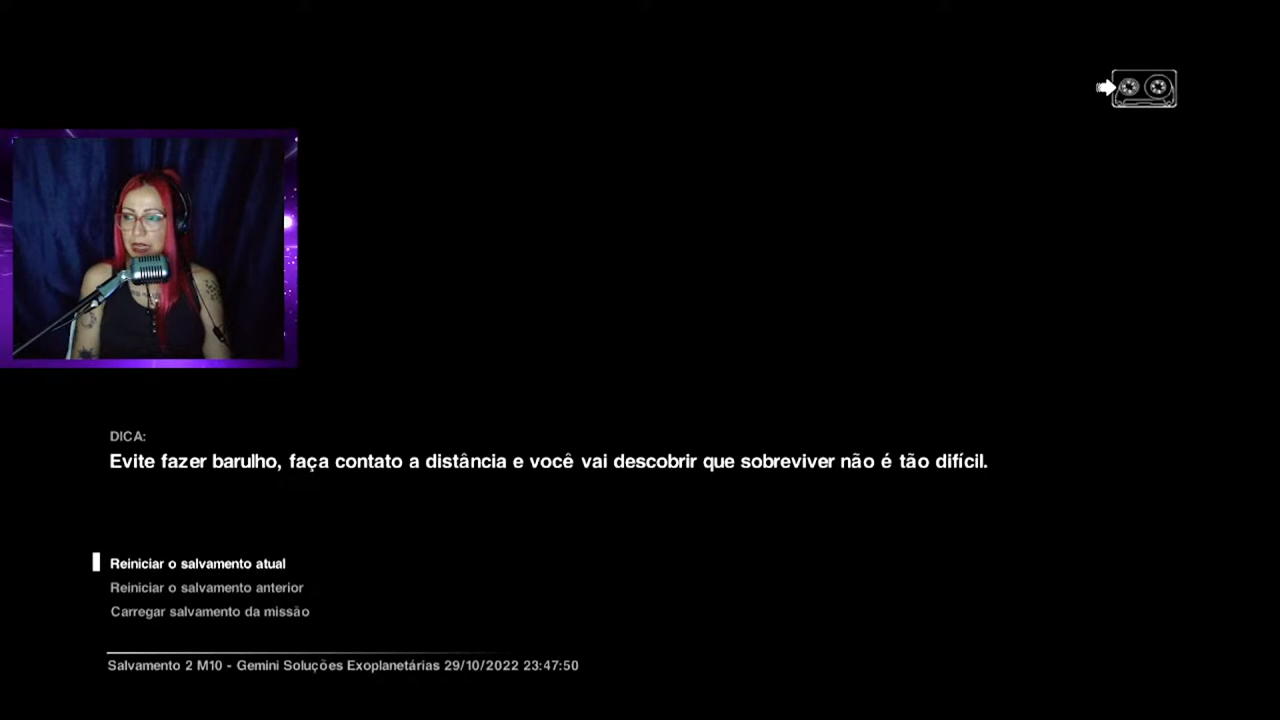 DICA:
Evite fazer barulho, faça contato a distância e você vai descobrir que sobreviver não é tão difícil.
Reiniciar o salvamento atual
Reiniciar o salvamento anterior
Carregar salvamento da missão
Salvamento 2 M10 - Gemini Soluções Exoplanetárias 29/10/2022 23:47:50